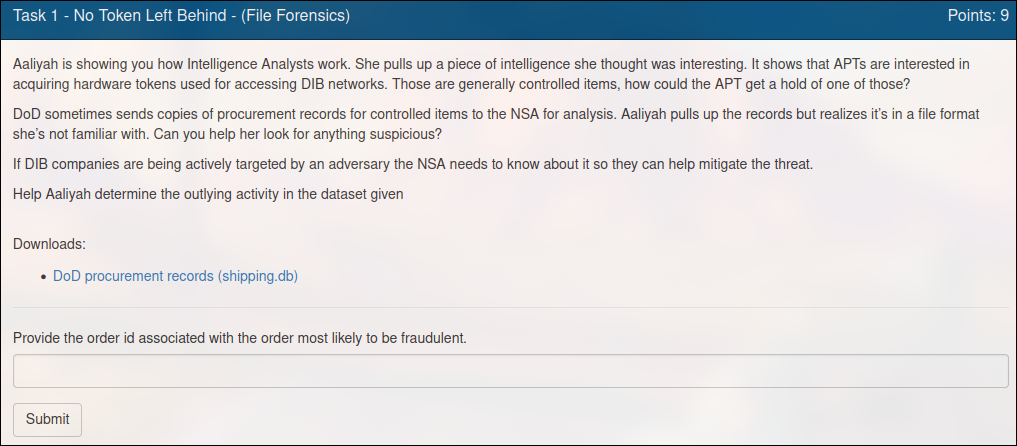 Task 1 - No Token Left Behind - (File Forensics)
Points: 9
Aaliyah is showing you how Intelligence Analysts work. She pulls up a piece of intelligence she thought was interesting. It shows that APTs are interested in
acquiring hardware tokens used for accessing DIB networks. Those are generally controlled items, how could the APT get a hold of one of those?
DoD sometimes sends copies of procurement records for controlled items to the NSA for analysis. Aaliyah pulls up the records but realizes it's in a file format
she's not familiar with. Can you help her look for anything suspicious?
If DIB companies are being actively targeted by an adversary the NSA needs to know about it so they can help mitigate the threat.
Help Aaliyah determine the outlying activity in the dataset given
Downloads:
• DoD procurement records (shipping.db)
Provide the order id associated with the order most likely to be fraudulent.
Submit